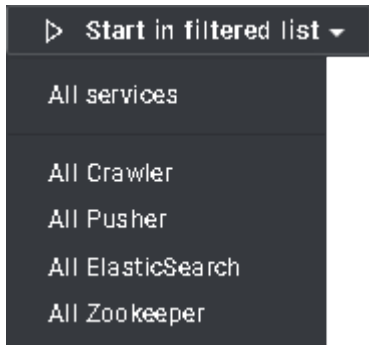 Start in filtered list
All services
All Crawler
All Pusher
All ElasticSearch
All Zookeeper